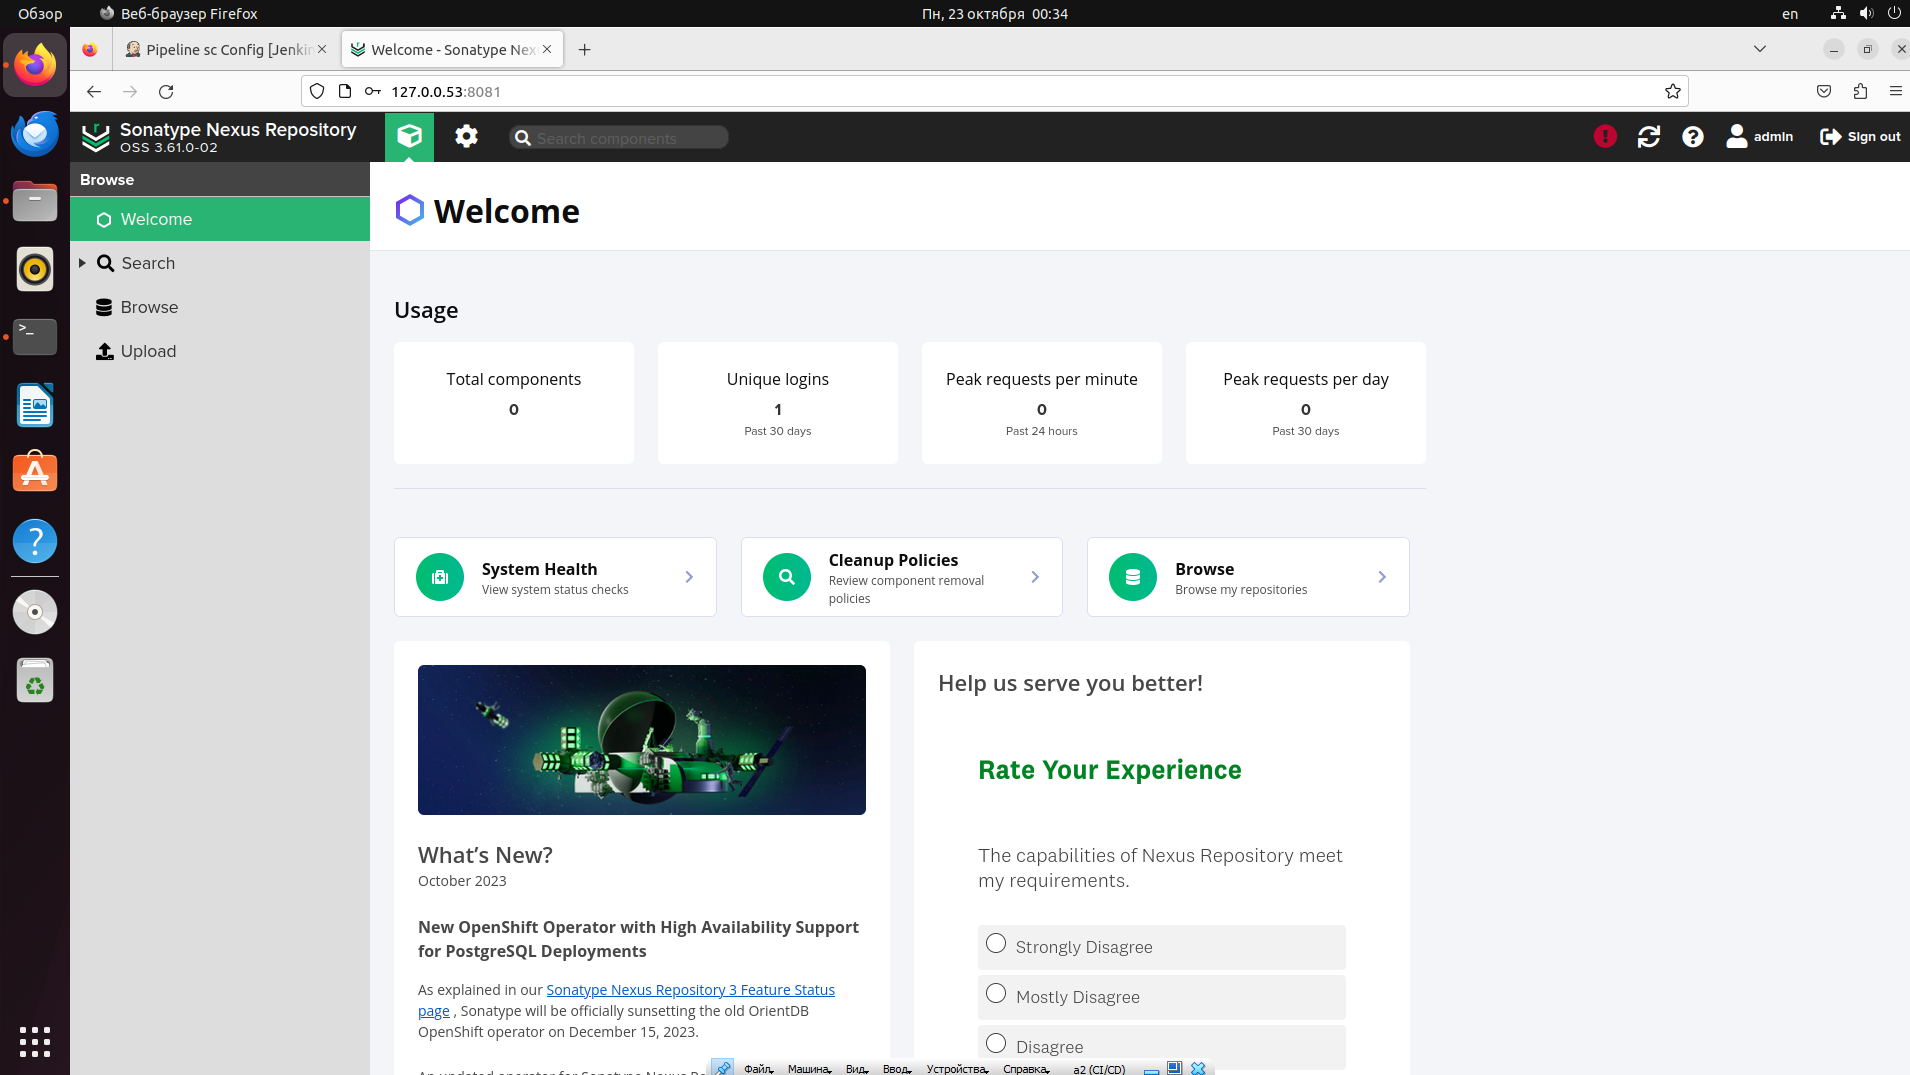 Обзор
Веб-браузер Firefox
Пн, 23 октября 00:34
en
Pipeline sc Config [Jenkin
Welcome - Sonatype Nex
127.0.0.53:8081
Sonatype Nexus Repository
OSS 3.61.0-02
Search components
admin
Sign out
Browse
Welcome
Search
Browse
Upload
Welcome
Usage
Total components
0
Unique logins
1
Past 30 days
Peak requests per minute
0
Past 24 hours
Peak requests per day
0
Past 30 days
System Health
View system status checks
Cleanup Policies
Review component removal
policies
Browse
Browse my repositories
What's New?
October 2023
New OpenShift Operator with High Availability Support
for PostgreSQL Deployments
As explained in our Sonatype Nexus Repository 3 Feature Status
page , Sonatype will be officially sunsetting the old OrientDB
OpenShift operator on December 15, 2023.
Help us serve you better!
Rate Your Experience
The capabilities of Nexus Repository meet
my requirements.
Strongly Disagree
Mostly Disagree
Disagree
Файл Машина Вид Ввод Устройства Справка a2 (CI/CD)